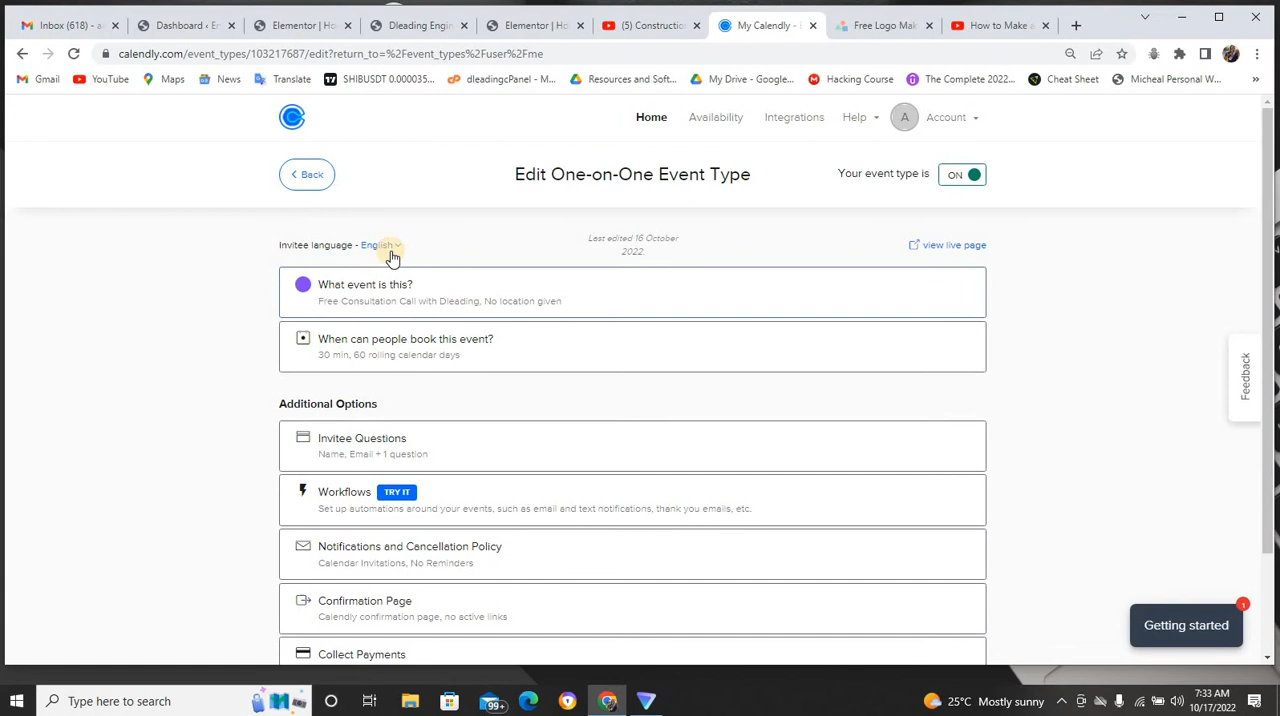 Inbox (618) - a
Dashboard ‹ E
Elementor | Ho
Dleading Engin
Elementor | Ho
(5) Construction
My Calendly -
Free Logo Mak
How to Make a
calendly.com/event_types/103217687/edit?return_to=%2Fevent_types%2Fuser%2Fme
Gmail
YouTube
Maps
News
Translate
SHIBUSDT 0.000035...
dleadingcPanel - M...
Resources and Soft...
My Drive - Google...
Hacking Course
The Complete 2022...
Cheat Sheet
Micheal Personal W...
»
Home
Availability
Integrations
Help
A
Account
Back
Edit One-on-One Event Type
Your event type is
ON
Invitee language - English
Last edited 16 October
2022.
view live page
What event is this?
Free Consultation Call with Dleading, No location given
When can people book this event?
30 min, 60 rolling calendar days
Additional Options
Invitee Questions
Name, Email + 1 question
Workflows TRY IT
Set up automations around your events, such as email and text notifications, thank you emails, etc.
Notifications and Cancellation Policy
Calendar Invitations, No Reminders
Confirmation Page
Calendly confirmation page, no active links
Collect Payments
Feedback
1
Getting started
Type here to search
99+
25°C Mostly sunny
7:33 AM
10/17/2022